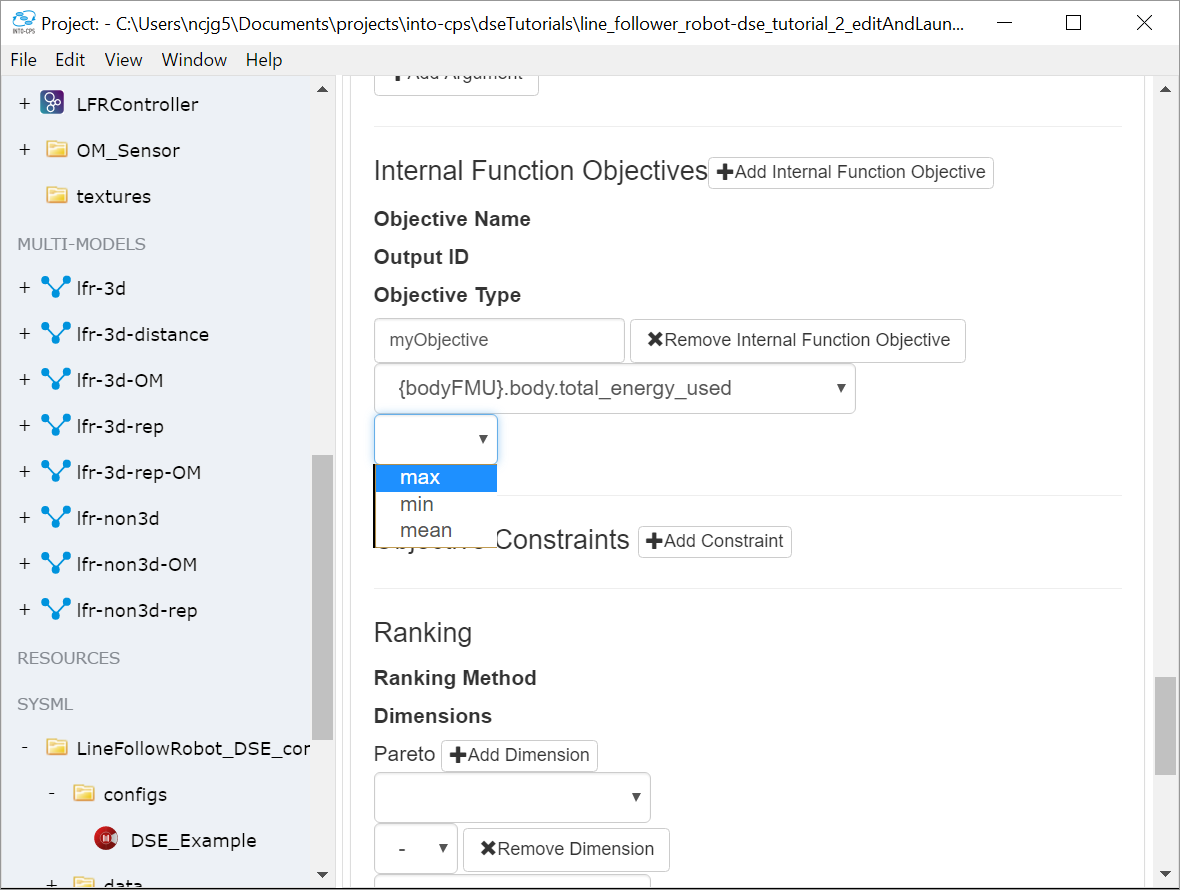 INTO-CPS
Project: - C:\Users\ncjg5\Documents\projects\into-cps\dseTutorials\line_follower_robot-dse_tutorial_2_editAndLaun...
File Edit View Window Help
+ LFRController
+ OM_Sensor
textures
MULTI-MODELS
+ lfr-3d
+ lfr-3d-distance
+ lfr-3d-OM
+ lfr-3d-rep
+ lfr-3d-rep-OM
+ lfr-non3d
+ lfr-non3d-OM
+ lfr-non3d-rep
RESOURCES
SYSML
- LineFollowRobot_DSE_cor
- configs
DSE_Example
+ data
+Add Argument
Internal Function Objectives +Add Internal Function Objective
Objective Name
Output ID
Objective Type
myObjective ✖Remove Internal Function Objective
{bodyFMU}.body.total_energy_used ▼
▼
max
min
mean
Objective Constraints +Add Constraint
Ranking
Ranking Method
Dimensions
Pareto +Add Dimension
▼
- ▼ ✖Remove Dimension